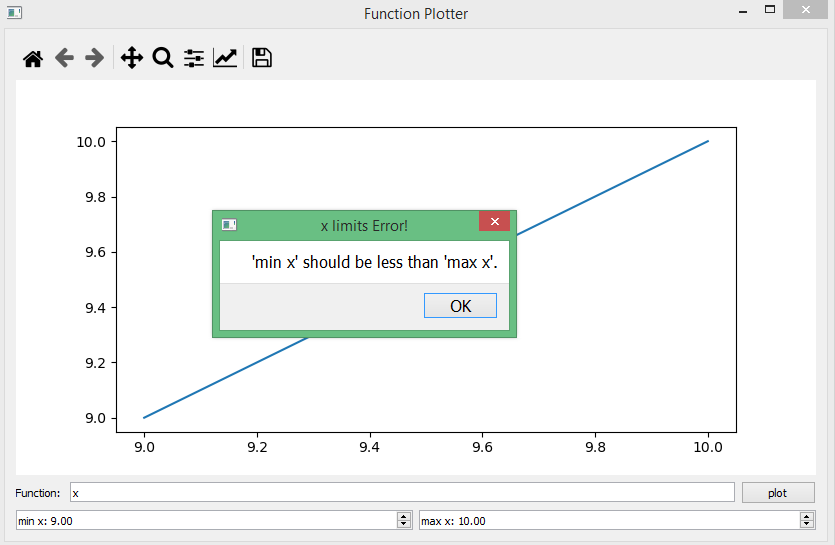 Function Plotter
10.0
9.8
9.6
9.4
9.2
9.0
9.0 9.2 9.4 9.6 9.8 10.0
x limits Error!
'min x' should be less than 'max x'.
OK
Function: x plot
min x: 9.00 max x: 10.00